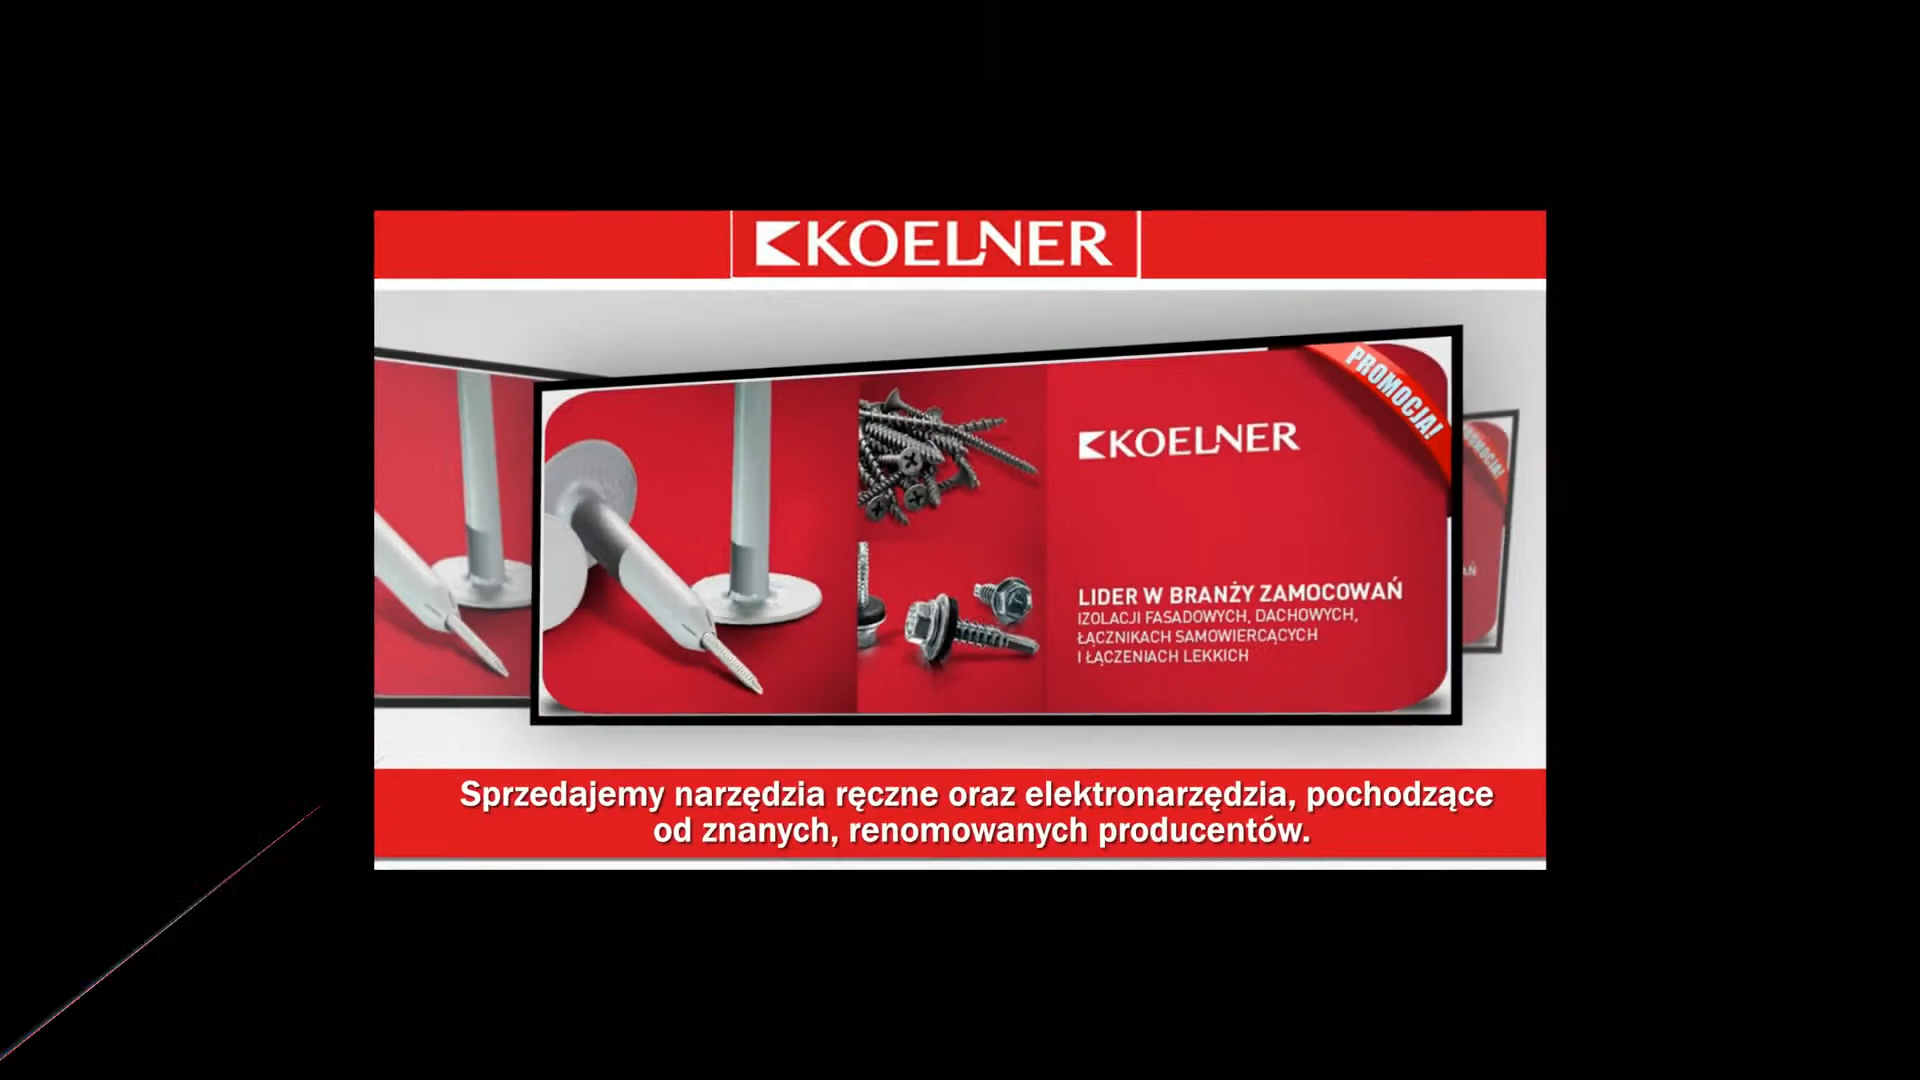 KOELNER
PROMOCJA!
PROMOCJA!
KOELNER
LIDER W BRANŻY ZAMOCOWAŃ
IZOLACJI FASADOWYCH, DACHOWYCH,
ŁĄCZNIKACH SAMOWIERCĄCYCH
I ŁĄCZENIACH LEKKICH
Sprzedajemy narzędzia ręczne oraz elektronarzędzia, pochodzące
od znanych, renomowanych producentów.